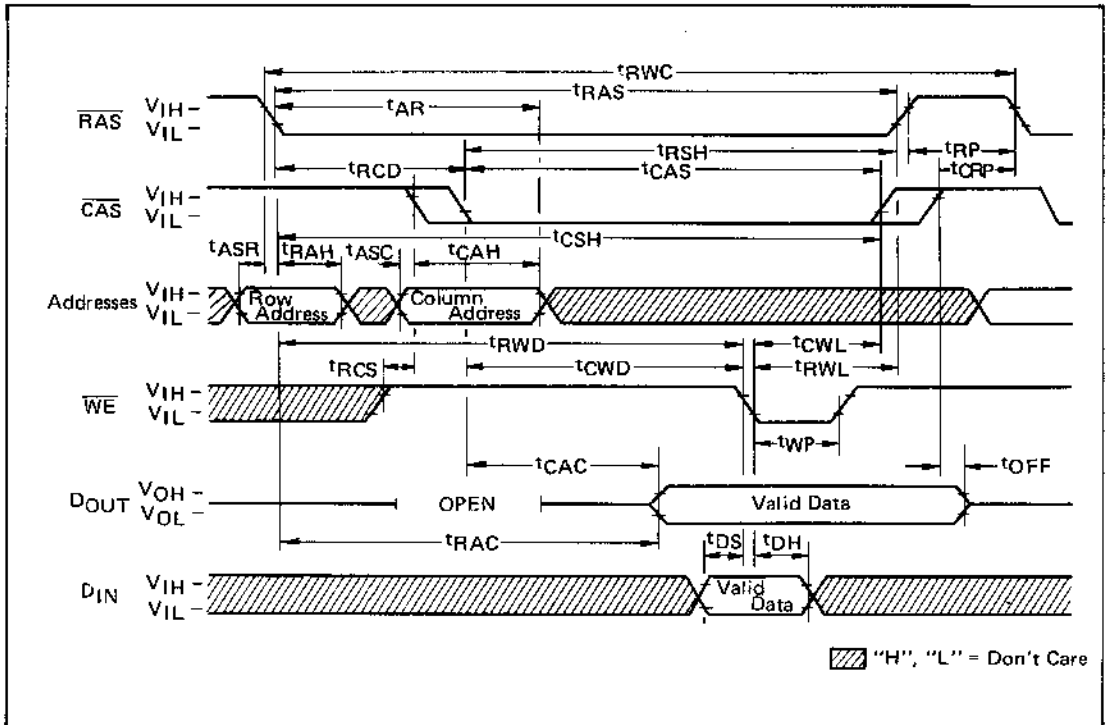 tRWC
tRAS
tAR
RAS VIH
VIL
tRSH
tRP
tRCD
tCAS
tCRP
CAS VIH
VIL
tCSH
tASR tRAH tASC tCAH
Addresses VIH
VIL
Row Address
Column Address
tRWD
tCWL
tRCS
tCWD
tRWL
WE VIH
VIL
tWP
tCAC
tOFF
DOUT VOH
VOL
OPEN
Valid Data
tRAC
tDS tDH
DIN VIH
VIL
Valid Data
"H", "L" = Don't Care